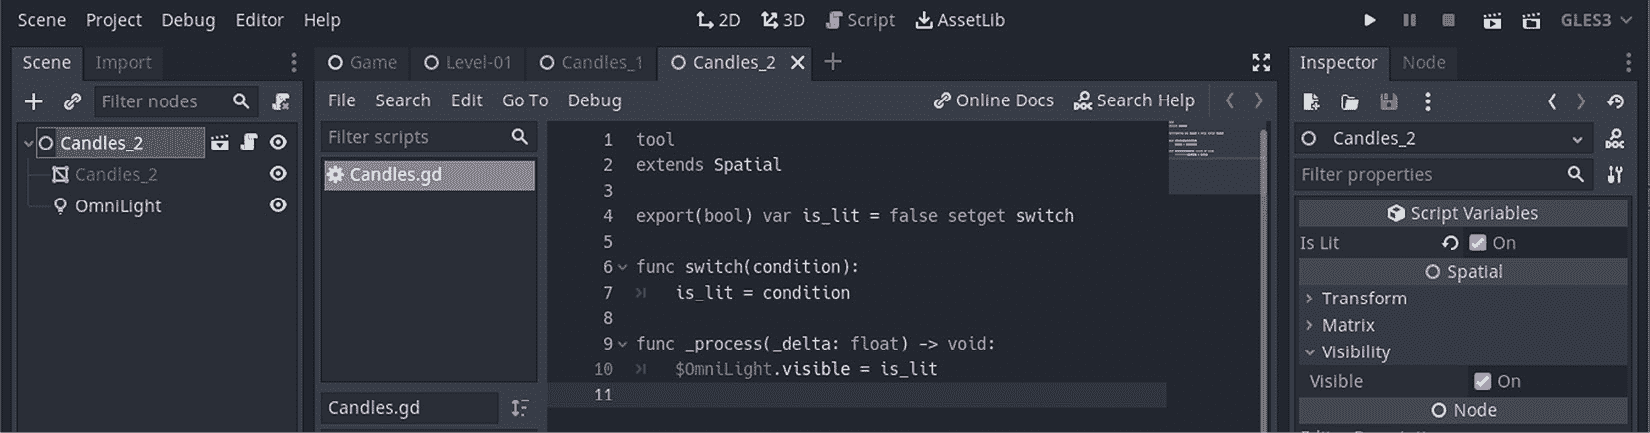 Scene Project Debug Editor Help 2D 3D Script AssetLib GLES3
Scene Import
Filter nodes
Candles_2
Candles_2
OmniLight
Game Level-01 Candles_1 Candles_2
File Search Edit Go To Debug Online Docs Search Help
Filter scripts
Candles.gd
Candles.gd
1 tool
2 extends Spatial
3
4 export(bool) var is_lit = false setget switch
5
6 func switch(condition):
7 is_lit = condition
8
9 func _process(_delta: float) -> void:
10 $OmniLight.visible = is_lit
11
Inspector Node
Candles_2
Filter properties
Script Variables
Is Lit On
Spatial
Transform
Matrix
Visibility
Visible On
Node